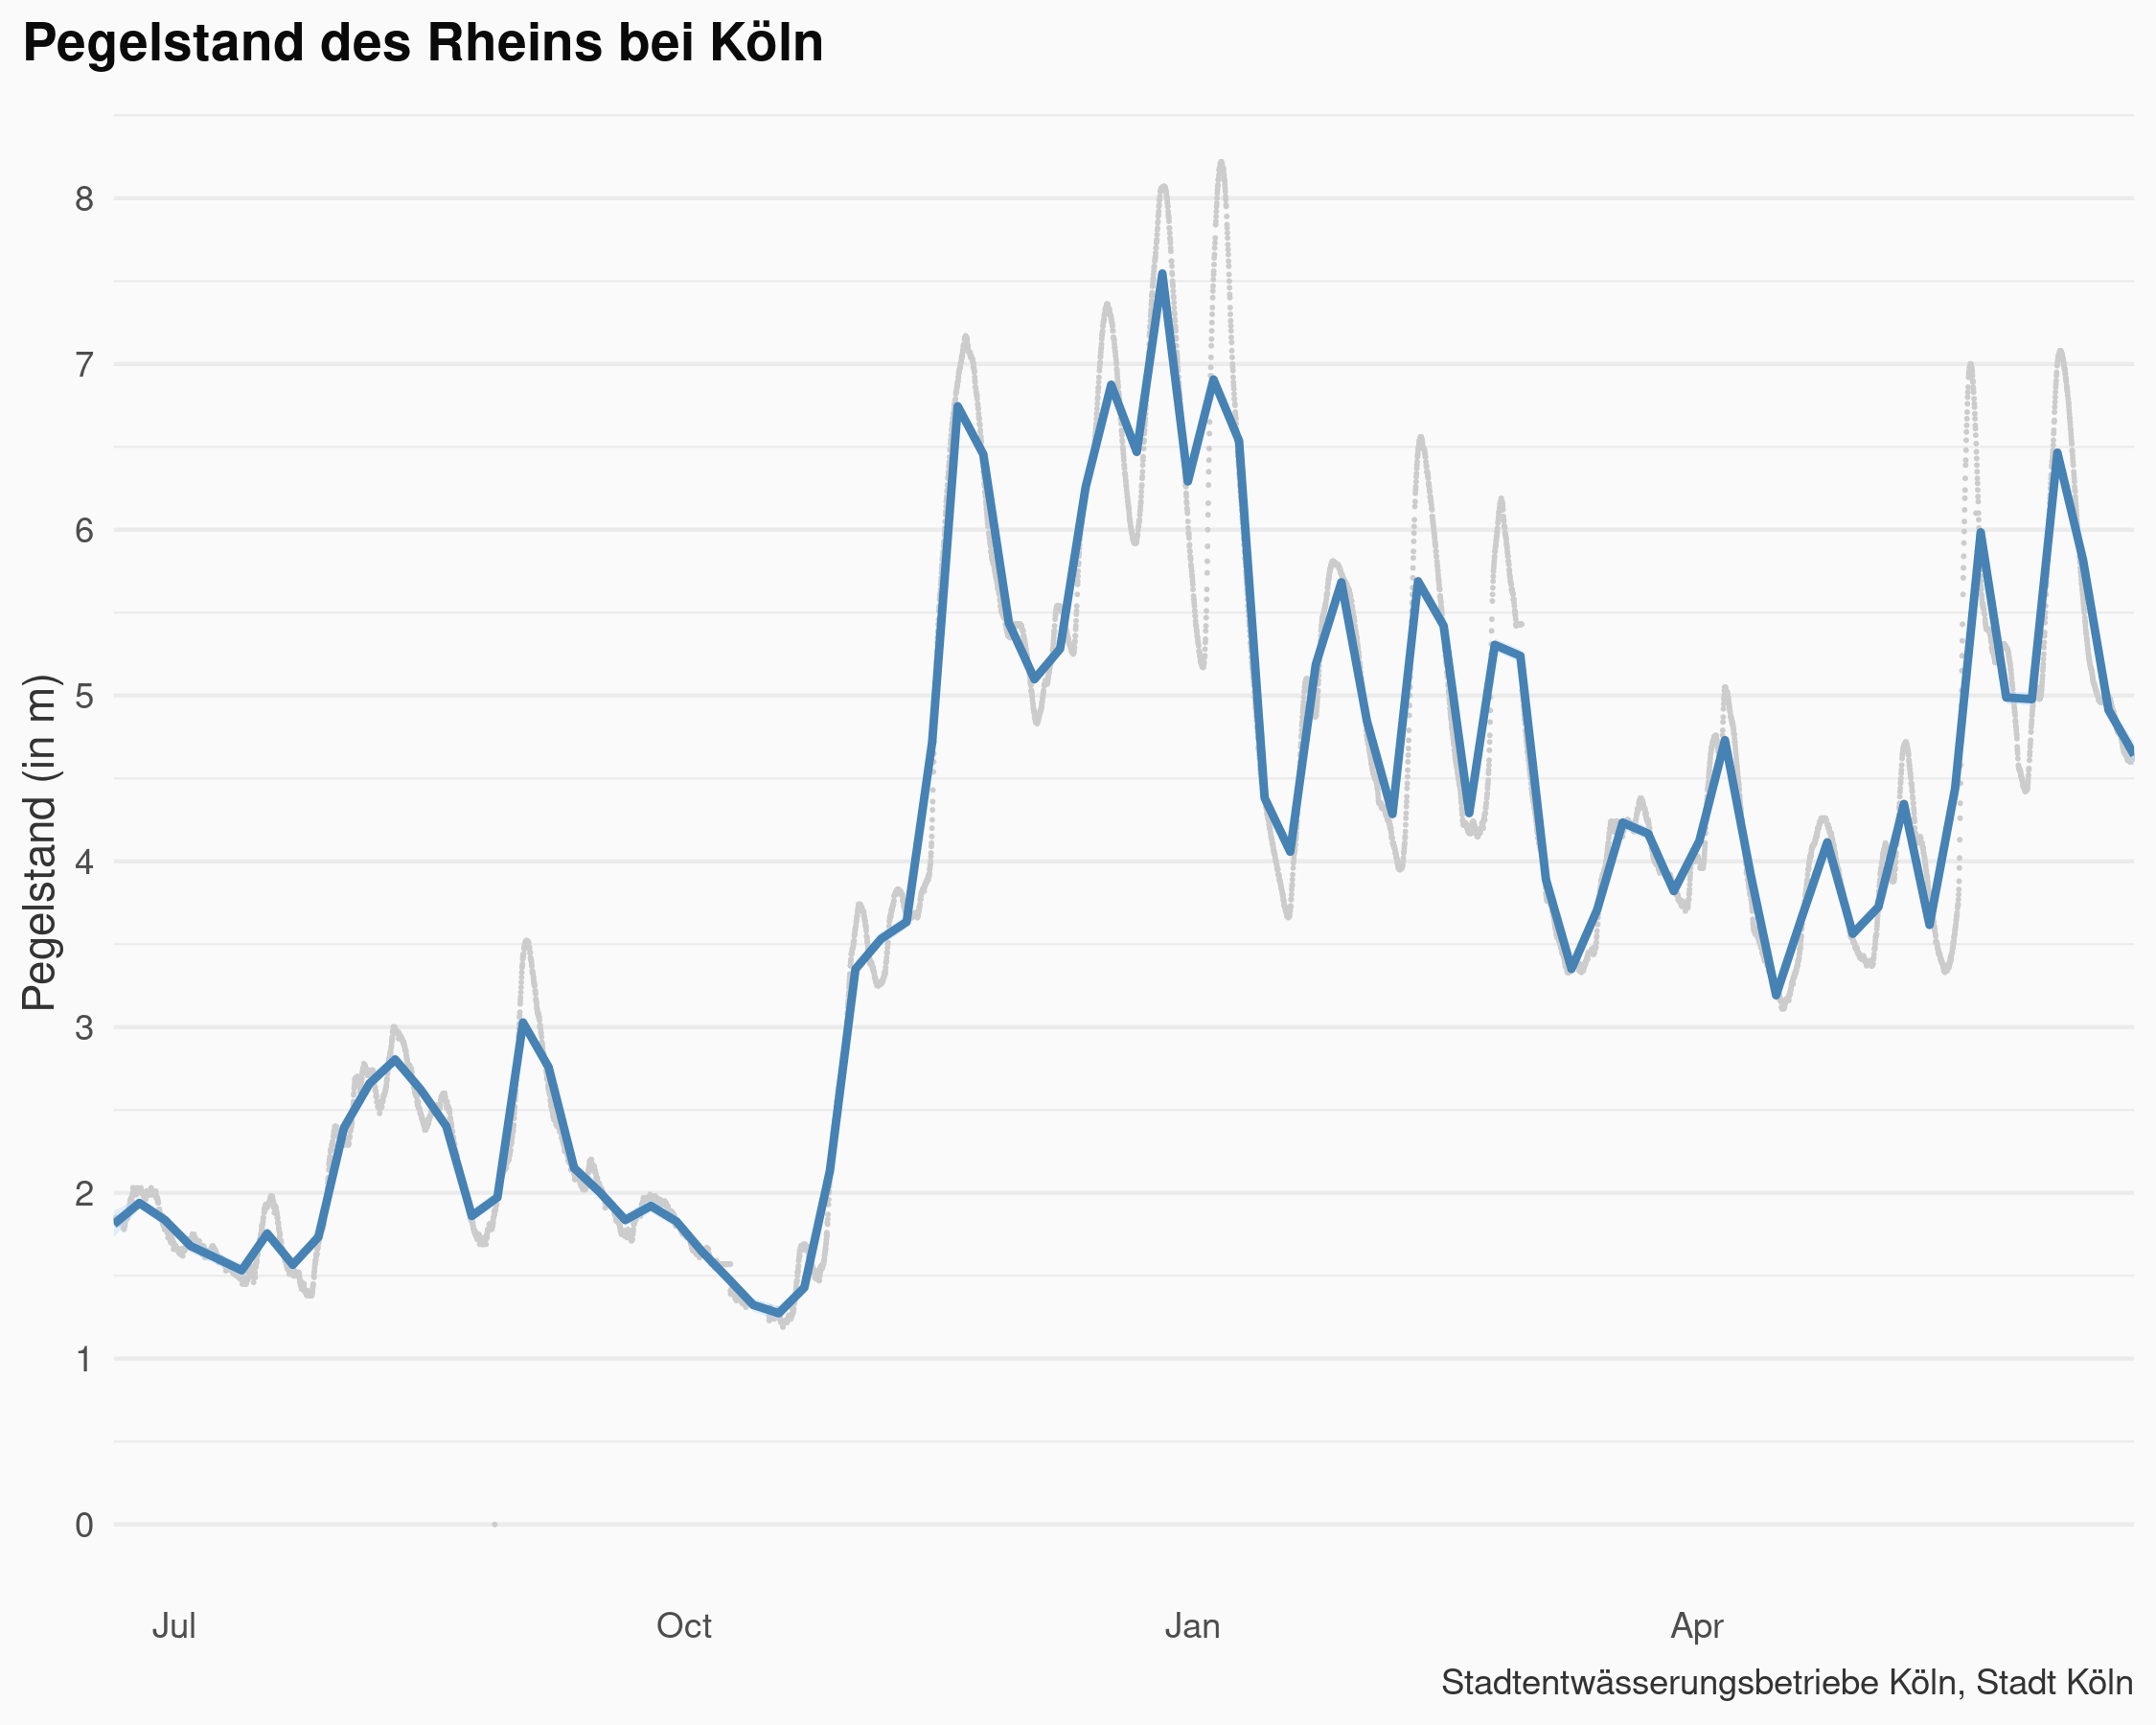 Pegelstand des Rheins bei Köln
Pegelstand (in m)
8
7
6
5
4
3
2
1
0
Jul Oct Jan Apr
Stadtentwässerungsbetriebe Köln, Stadt Köln